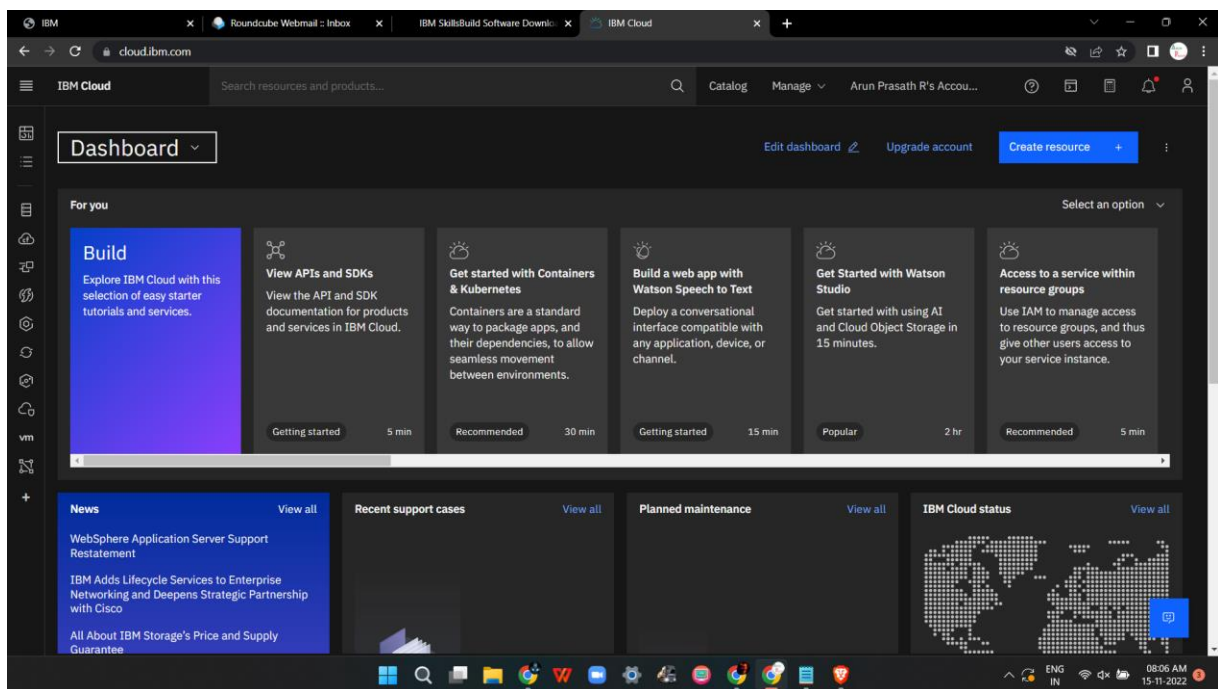 IBM
Roundcube Webmail :: Inbox
IBM SkillsBuild Software Downlo
IBM Cloud
cloud.ibm.com
IBM Cloud
Search resources and products...
Catalog
Manage
Arun Prasath R's Accou...
Dashboard
Edit dashboard
Upgrade account
Create resource +
For you
Select an option
Build
Explore IBM Cloud with this
selection of easy starter
tutorials and services.
View APIs and SDKs
View the API and SDK
documentation for products
and services in IBM Cloud.
Getting started 5 min
Get started with Containers
& Kubernetes
Containers are a standard
way to package apps, and
their dependencies, to allow
seamless movement
between environments.
Recommended 30 min
Build a web app with
Watson Speech to Text
Deploy a conversational
interface compatible with
any application, device, or
channel.
Getting started 15 min
Get Started with Watson
Studio
Get started with using AI
and Cloud Object Storage in
15 minutes.
Popular 2 hr
Access to a service within
resource groups
Use IAM to manage access
to resource groups, and thus
give other users access to
your service instance.
Recommended 5 min
vm
News View all
WebSphere Application Server Support
Restatement
IBM Adds Lifecycle Services to Enterprise
Networking and Deepens Strategic Partnership
with Cisco
All About IBM Storage's Price and Supply
Guarantee
Recent support cases View all
Planned maintenance View all
IBM Cloud status View all
ENG
IN
08:06 AM
15-11-2022
3